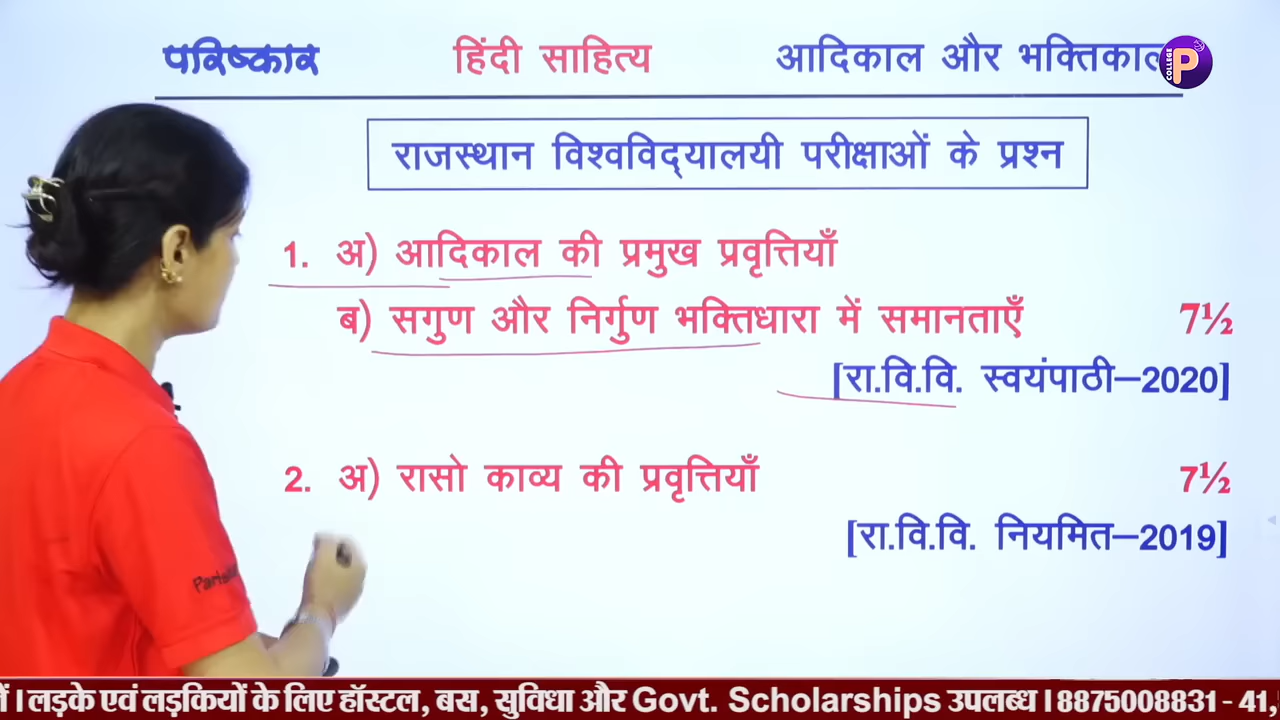 परिष्कार हिंदी साहित्य आदिकाल और भक्तिकाल
COLLEGE P
राजस्थान विश्वविद्यालयी परीक्षाओं के प्रश्न
1. अ) आदिकाल की प्रमुख प्रवृत्तियाँ
ब) सगुण और निर्गुण भक्तिधारा में समानताएँ 7½
[रा.वि.वि. स्वयंपाठी–2020]
2. अ) रासो काव्य की प्रवृत्तियाँ 7½
[रा.वि.वि. नियमित–2019]
। लड़के एवं लड़कियों के लिए हॉस्टल, बस, सुविधा और Govt. Scholarships उपलब्ध । 8875008831 - 41,